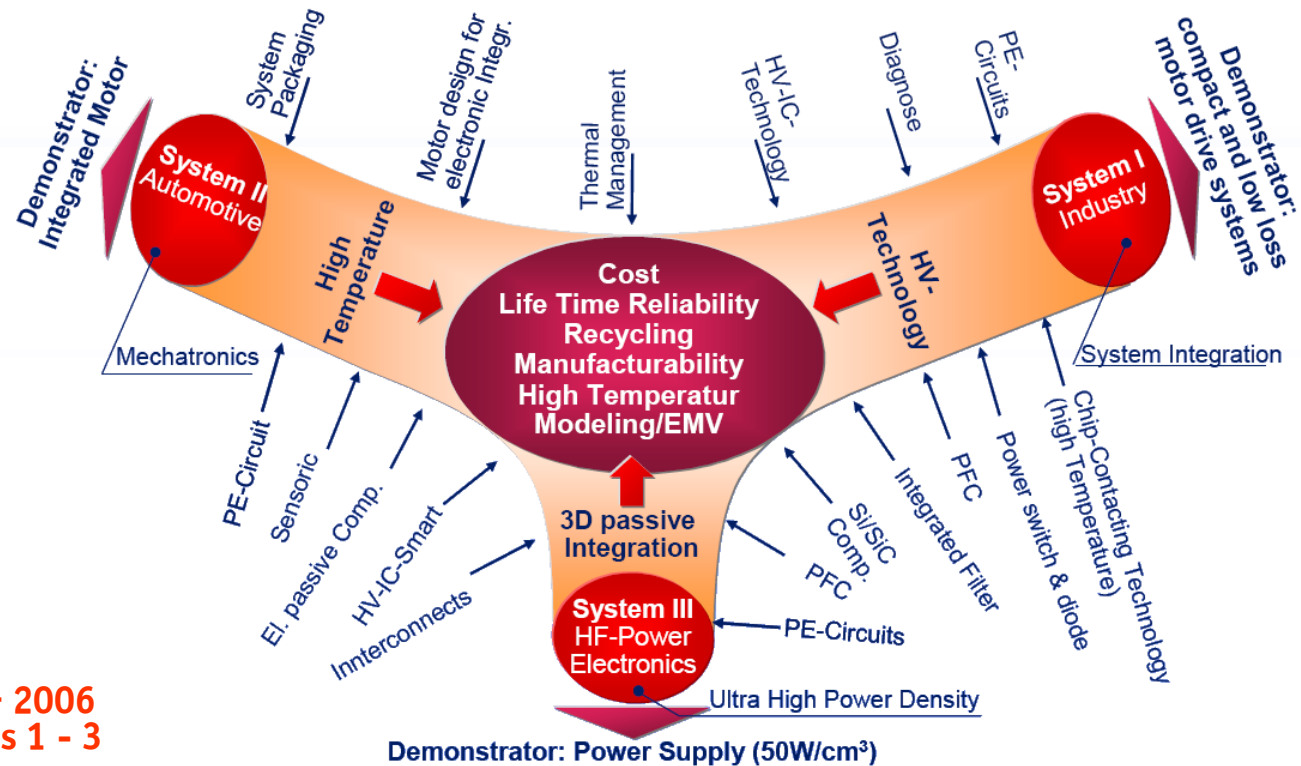 Demonstrator:
Integrated Motor
System
Packaging
Motor design for
electronic Integr.
Thermal
Management
HV-IC-
Technology
Diagnose
PE-
Circuits
Demonstrator:
compact and low loss
motor drive systems
System II
Automotive
High
Temperature
Cost
Life Time Reliability
Recycling
Manufacturability
High Temperatur
Modeling/EMV
HV-
Technology
System I
Industry
Mechatronics
System Integration
PE-Circuit
Sensoric
El. passive Comp.
HV-IC-Smart
Innterconnects
3D passive
Integration
Si/SiC
Comp.
PFC
Integrated Filter
PFC
Power switch & diode
Chip-Contacting Technology
(high Temperature)
System III
HF-Power
Electronics
PE-Circuits
Ultra High Power Density
Demonstrator: Power Supply (50W/cm³)
2006
s 1 - 3